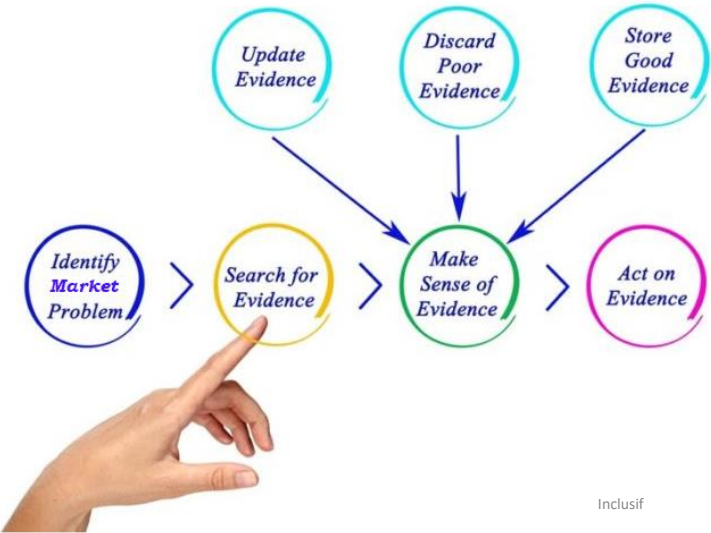 Update
Evidence
Discard
Poor
Evidence
Store
Good
Evidence
Identify
Market
Problem
Search for
Evidence
Make
Sense of
Evidence
Act on
Evidence
Inclusif